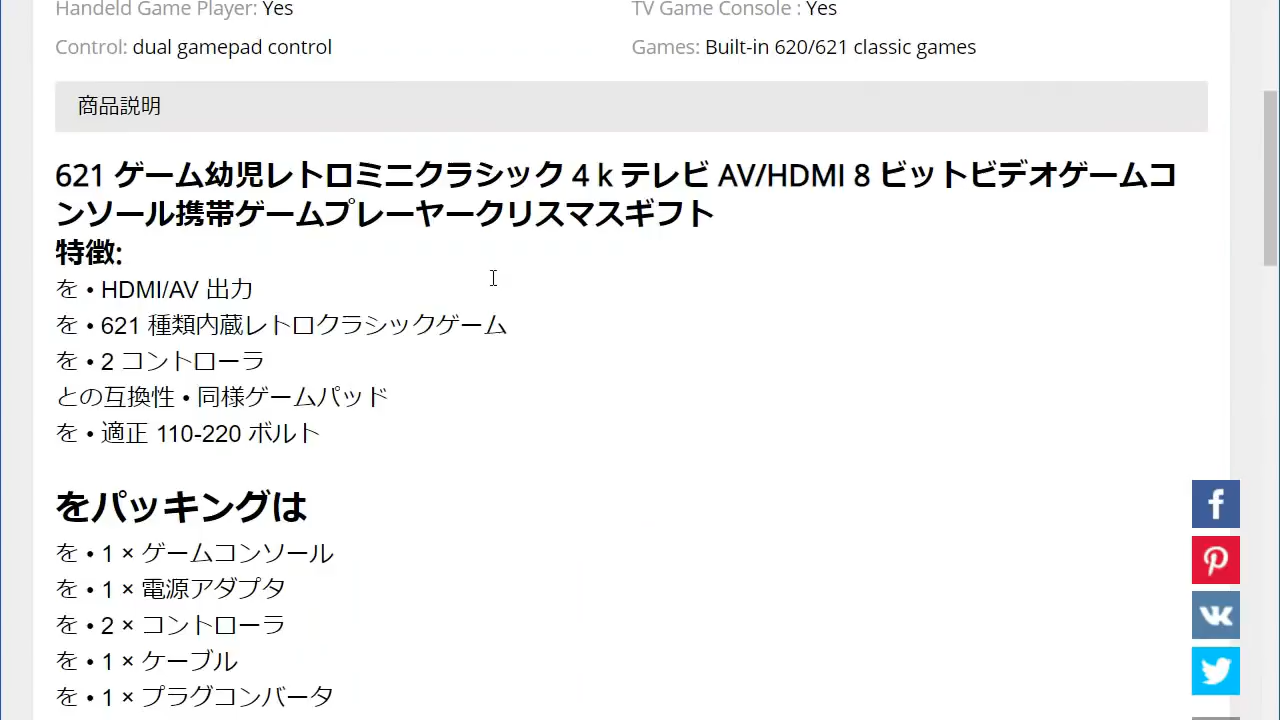 Handeld Game Player: Yes
TV Game Console : Yes
Control: dual gamepad control
Games: Built-in 620/621 classic games
商品説明
621 ゲーム幼児レトロミニクラシック 4 k テレビ AV/HDMI 8 ビットビデオゲームコ
ンソール携帯ゲームプレーヤークリスマスギフト
特徴:
を • HDMI/AV 出力
を • 621 種類内蔵レトロクラシックゲーム
を • 2 コントローラ
との互換性 • 同様ゲームパッド
を • 適正 110-220 ボルト
をパッキングは
を • 1 × ゲームコンソール
を • 1 × 電源アダプタ
を • 2 × コントローラ
を • 1 × ケーブル
を • 1 × プラグコンバータ